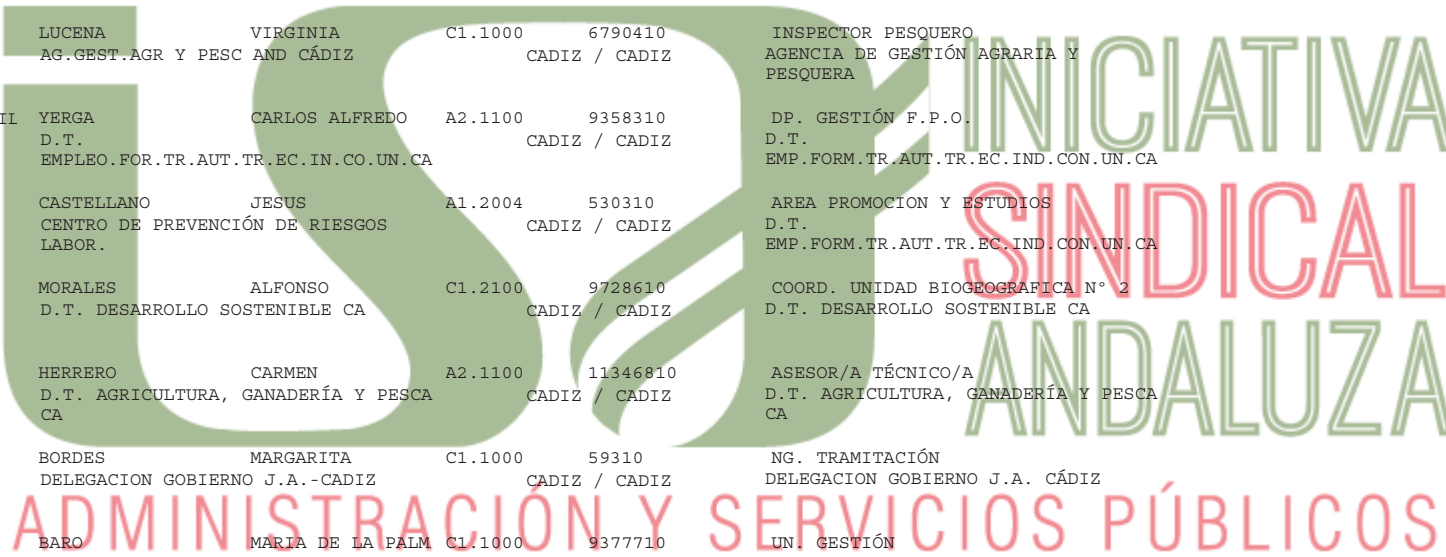 LUCENA VIRGINIA C1.1000 6790410 INSPECTOR PESQUERO
AG.GEST.AGR Y PESC AND CÁDIZ CADIZ / CADIZ AGENCIA DE GESTIÓN AGRARIA Y
PESQUERA
IL YERGA CARLOS ALFREDO A2.1100 9358310 DP. GESTIÓN F.P.O.
D.T. CADIZ / CADIZ D.T.
EMPLEO.FOR.TR.AUT.TR.EC.IN.CO.UN.CA EMP.FORM.TR.AUT.TR.EC.IND.CON.UN.CA
CASTELLANO JESUS A1.2004 530310 AREA PROMOCION Y ESTUDIOS
CENTRO DE PREVENCIÓN DE RIESGOS CADIZ / CADIZ D.T.
LABOR. EMP.FORM.TR.AUT.TR.EC.IND.CON.UN.CA
MORALES ALFONSO C1.2100 9728610 COORD. UNIDAD BIOGEOGRAFICA Nº 2
D.T. DESARROLLO SOSTENIBLE CA CADIZ / CADIZ D.T. DESARROLLO SOSTENIBLE CA
HERRERO CARMEN A2.1100 11346810 ASESOR/A TÉCNICO/A
D.T. AGRICULTURA, GANADERÍA Y PESCA CADIZ / CADIZ D.T. AGRICULTURA, GANADERÍA Y PESCA
CA CA
BORDES MARGARITA C1.1000 59310 NG. TRAMITACIÓN
DELEGACION GOBIERNO J.A.-CADIZ CADIZ / CADIZ DELEGACION GOBIERNO J.A. CÁDIZ
BARO MARIA DE LA PALM C1.1000 9377710 UN. GESTIÓN
isa
INICIATIVA
SINDICAL
ANDALUZA
ADMINISTRACIÓN Y SERVICIOS PÚBLICOS